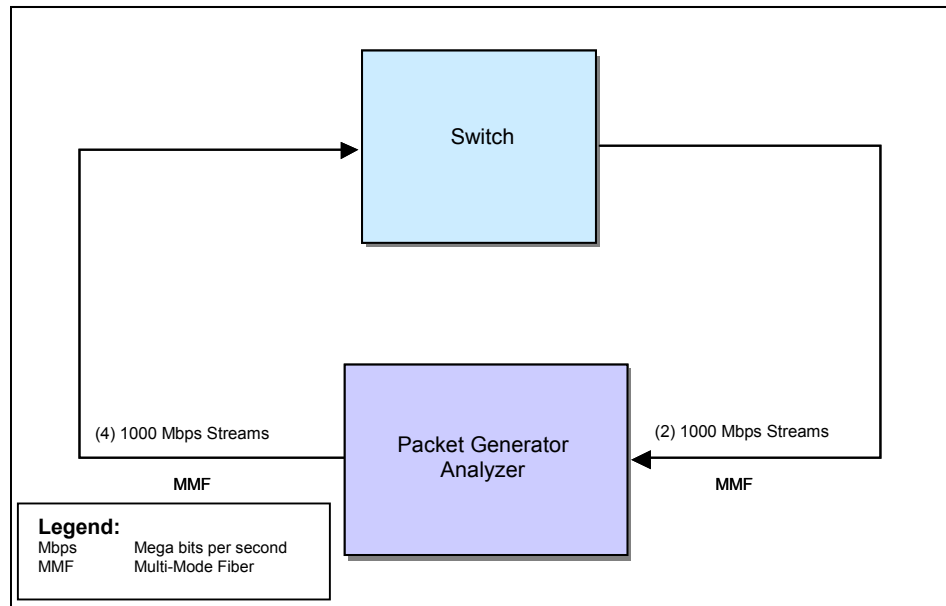 Switch
(4) 1000 Mbps Streams
MMF
Packet Generator
Analyzer
(2) 1000 Mbps Streams
MMF
Legend:
Mbps Mega bits per second
MMF Multi-Mode Fiber